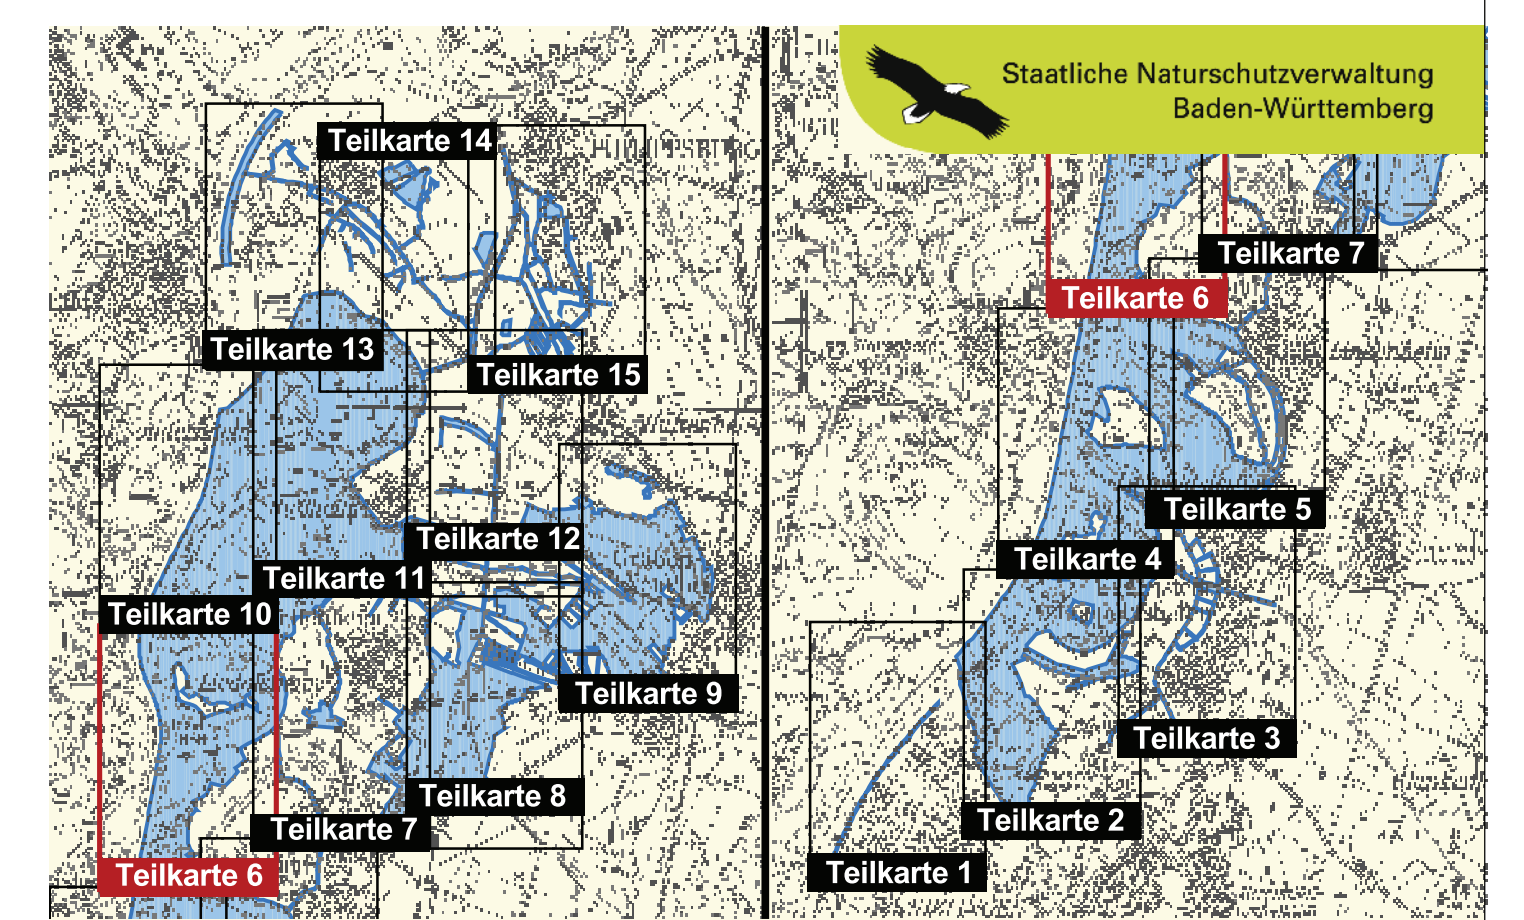 Staatliche Naturschutzverwaltung
Baden-Württemberg
Teilkarte 14
Teilkarte 13
Teilkarte 15
Teilkarte 12
Teilkarte 11
Teilkarte 10
Teilkarte 9
Teilkarte 8
Teilkarte 7
Teilkarte 6
Teilkarte 7
Teilkarte 6
Teilkarte 5
Teilkarte 4
Teilkarte 3
Teilkarte 2
Teilkarte 1